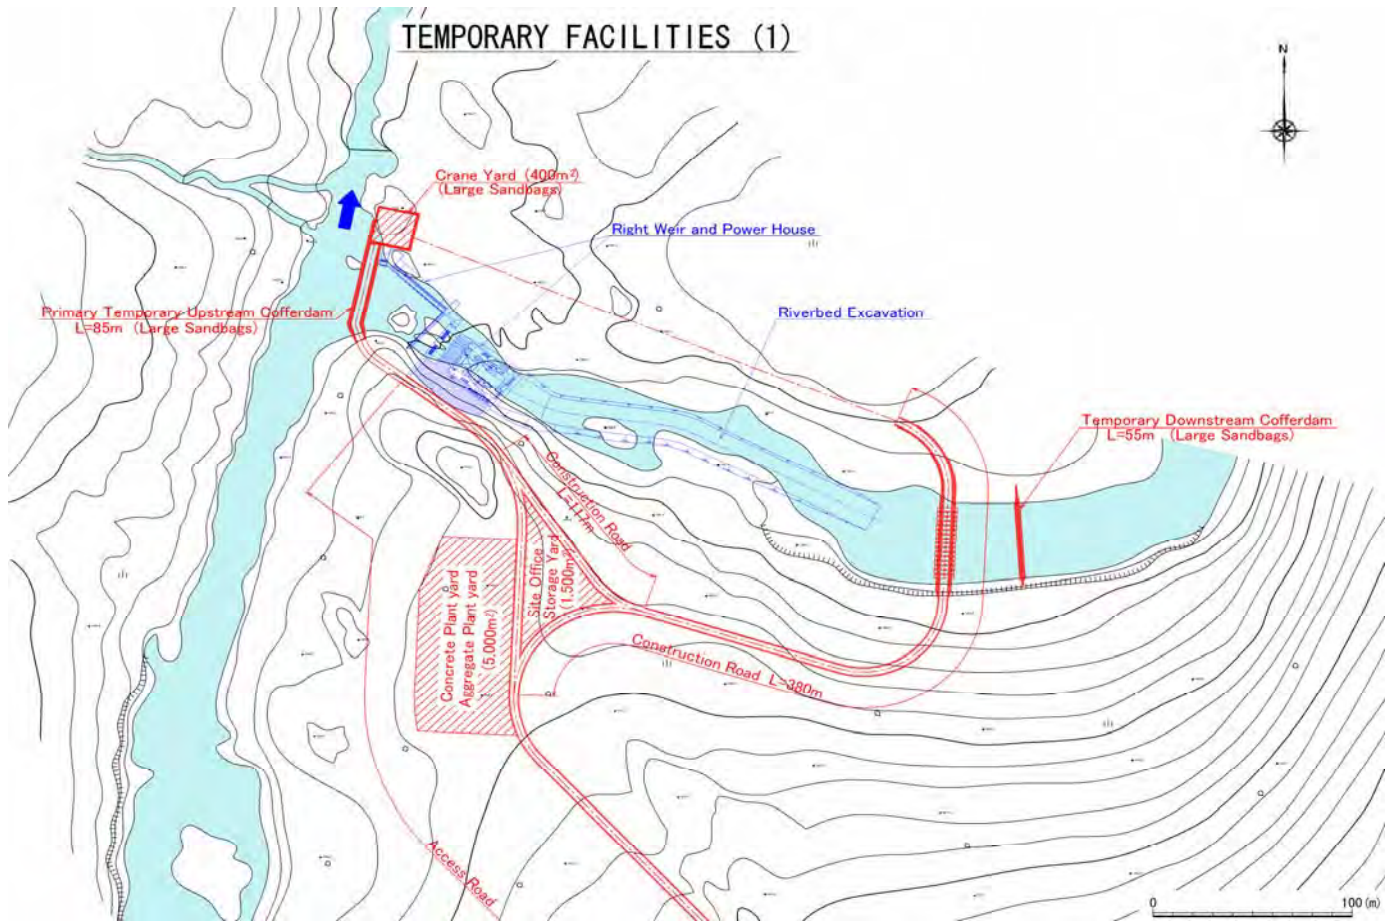 TEMPORARY FACILITIES (1)
N
Crane Yard (400m²)
(Large Sandbags)
Right Weir and Power House
Primary Temporary Upstream Cofferdam
L=85m (Large Sandbags)
Riverbed Excavation
Temporary Downstream Cofferdam
L=55m (Large Sandbags)
Construction Road
L=117m
Site Office
Storage Yard
(1,500m²)
Concrete Plant yard
Aggregate Plant yard
(5,000m²)
Construction Road L=380m
Access Road
0 100 (m)